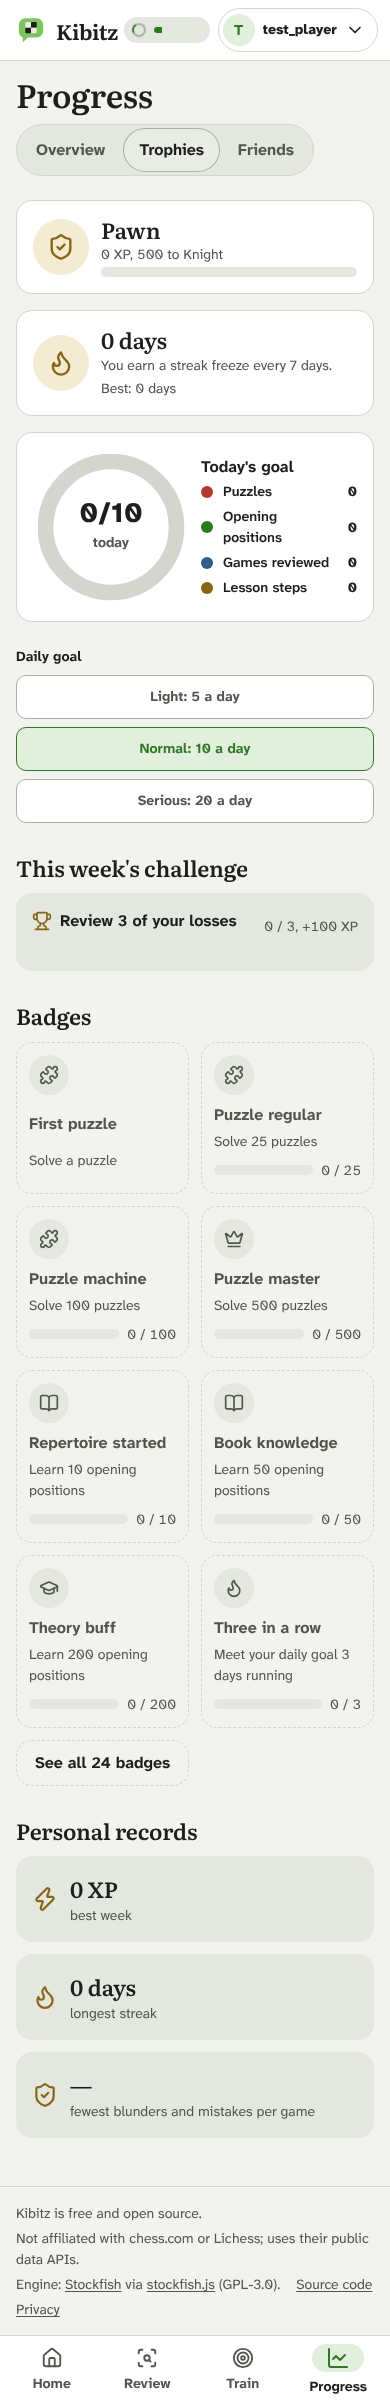 Kibitz
T test_player
Progress
Overview Trophies Friends
Pawn
0 XP, 500 to Knight
0 days
You earn a streak freeze every 7 days.
Best: 0 days
0/10
today
Today's goal
Puzzles 0
Opening
positions 0
Games reviewed 0
Lesson steps 0
Daily goal
Light: 5 a day
Normal: 10 a day
Serious: 20 a day
This week's challenge
Review 3 of your losses 0 / 3, +100 XP
Badges
First puzzle
Solve a puzzle
Puzzle regular
Solve 25 puzzles
0 / 25
Puzzle machine
Solve 100 puzzles
0 / 100
Puzzle master
Solve 500 puzzles
0 / 500
Repertoire started
Learn 10 opening
positions
0 / 10
Book knowledge
Learn 50 opening
positions
0 / 50
Theory buff
Learn 200 opening
positions
0 / 200
Three in a row
Meet your daily goal 3
days running
0 / 3
See all 24 badges
Personal records
0 XP
best week
0 days
longest streak
—
fewest blunders and mistakes per game
Kibitz is free and open source.
Not affiliated with chess.com or Lichess; uses their public
data APIs.
Engine: Stockfish via stockfish.js (GPL-3.0). Source code
Privacy
Home Review Train Progress